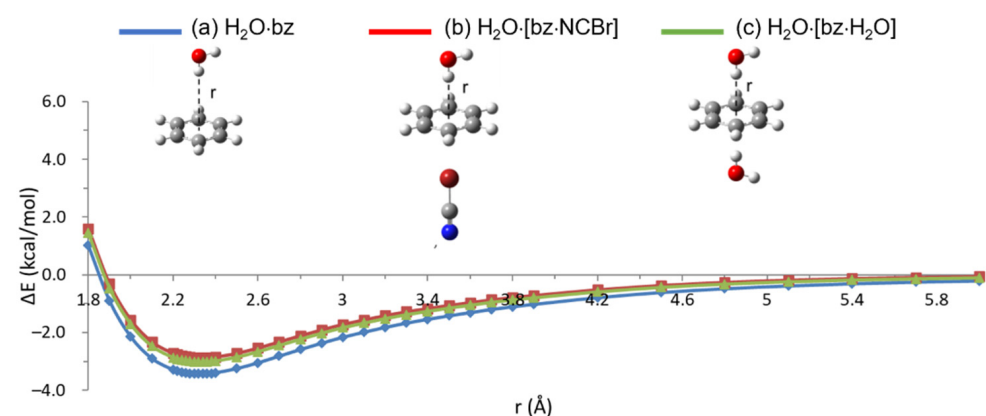 (a) H₂O·bz (b) H₂O·[bz·NCBr] (c) H₂O·[bz·H₂O]
r r r
6.0
4.0
2.0
0.0
1.8 2.2 2.6 3 3.4 3.8 4.2 4.6 5 5.4 5.8
−2.0
−4.0
ΔE (kcal/mol)
r (Å)